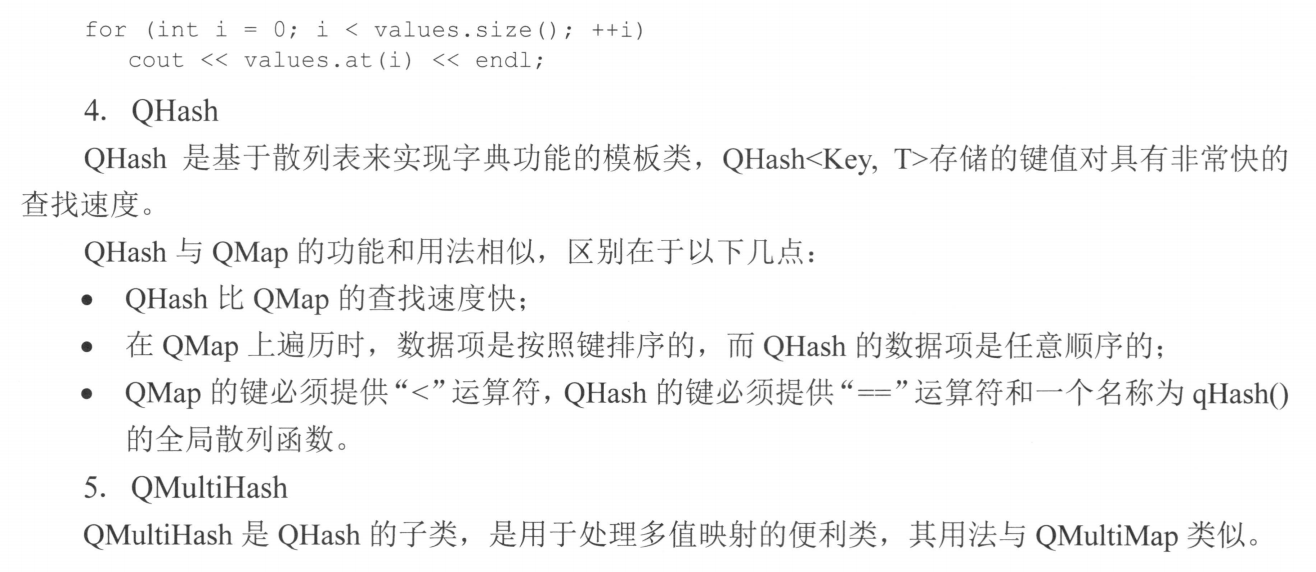 for (int i = 0; i < values.size(); ++i)
cout << values.at(i) << endl;
4. QHash
QHash 是基于散列表来实现字典功能的模板类，QHash<Key, T>存储的键值对具有非常快的
查找速度。
QHash 与 QMap 的功能和用法相似，区别在于以下几点：
● QHash 比 QMap 的查找速度快；
● 在 QMap 上遍历时，数据项是按照键排序的，而 QHash 的数据项是任意顺序的；
● QMap 的键必须提供“<”运算符，QHash 的键必须提供“==”运算符和一个名称为 qHash()
的全局散列函数。
5. QMultiHash
QMultiHash 是 QHash 的子类，是用于处理多值映射的便利类，其用法与 QMultiMap 类似。